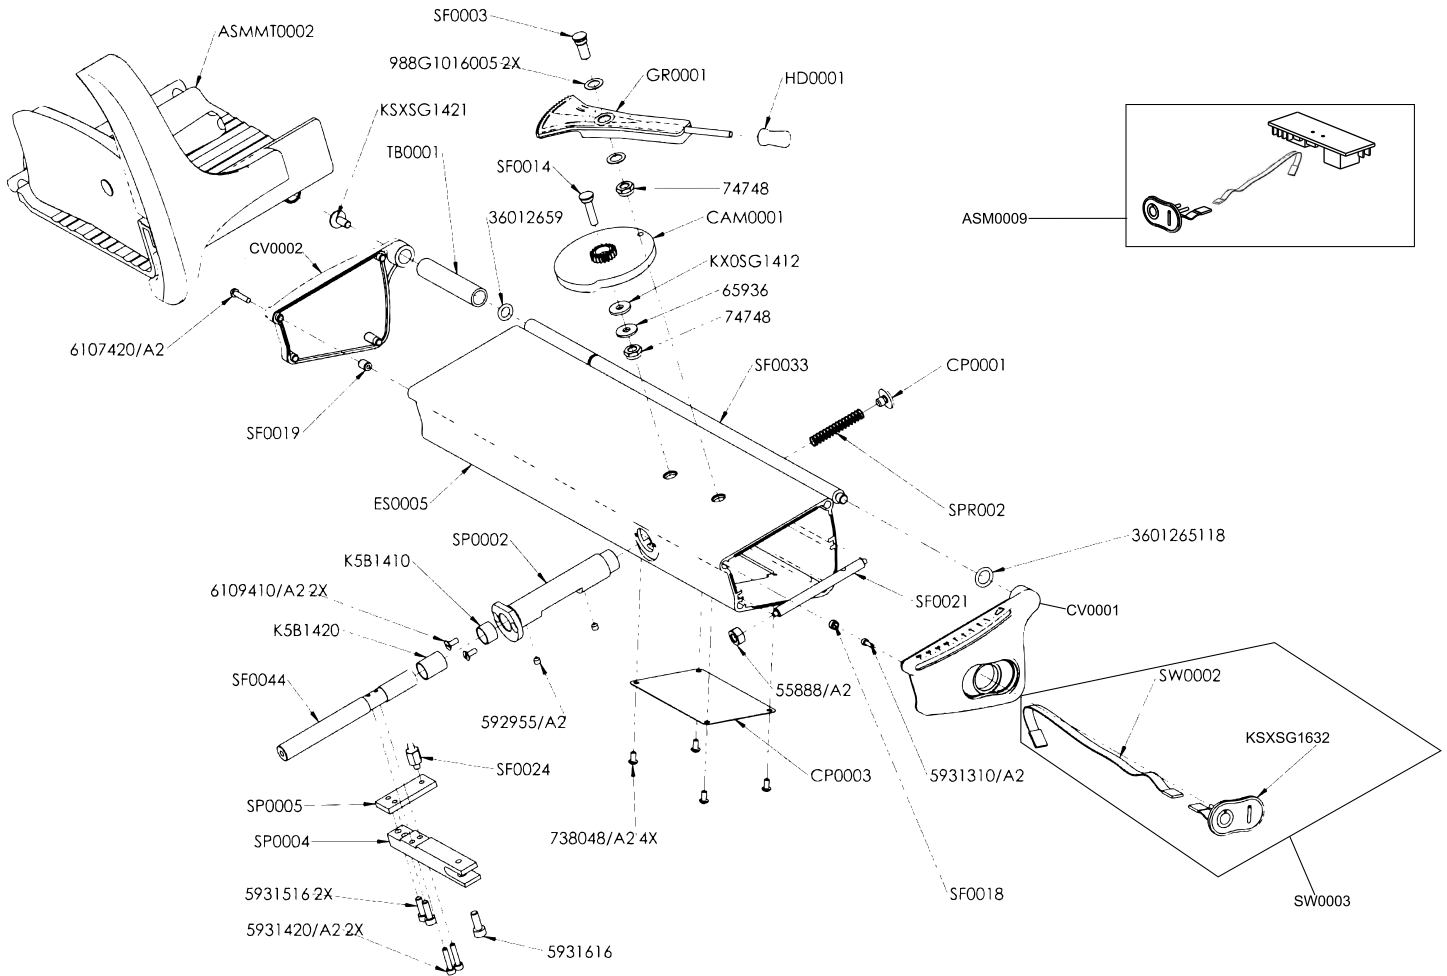 SF0003
ASMMT0002
988G1016005 2X
GR0001
HD0001
KSXSG1421
TB0001
SF0014
74748
36012659
CAM0001
ASM0009
CV0002
KX0SG1412
65936
74748
6107420/A2
SF0033
CP0001
SF0019
ES0005
SPR002
SP0002
3601265118
K5B1410
6109410/A2 2X
SF0021
CV0001
K5B1420
SF0044
SW0002
55888/A2
592955/A2
KSXSG1632
SF0024
CP0003
5931310/A2
SP0005
738048/A2 4X
SP0004
5931516 2X
SF0018
SW0003
5931420/A2 2X
5931616